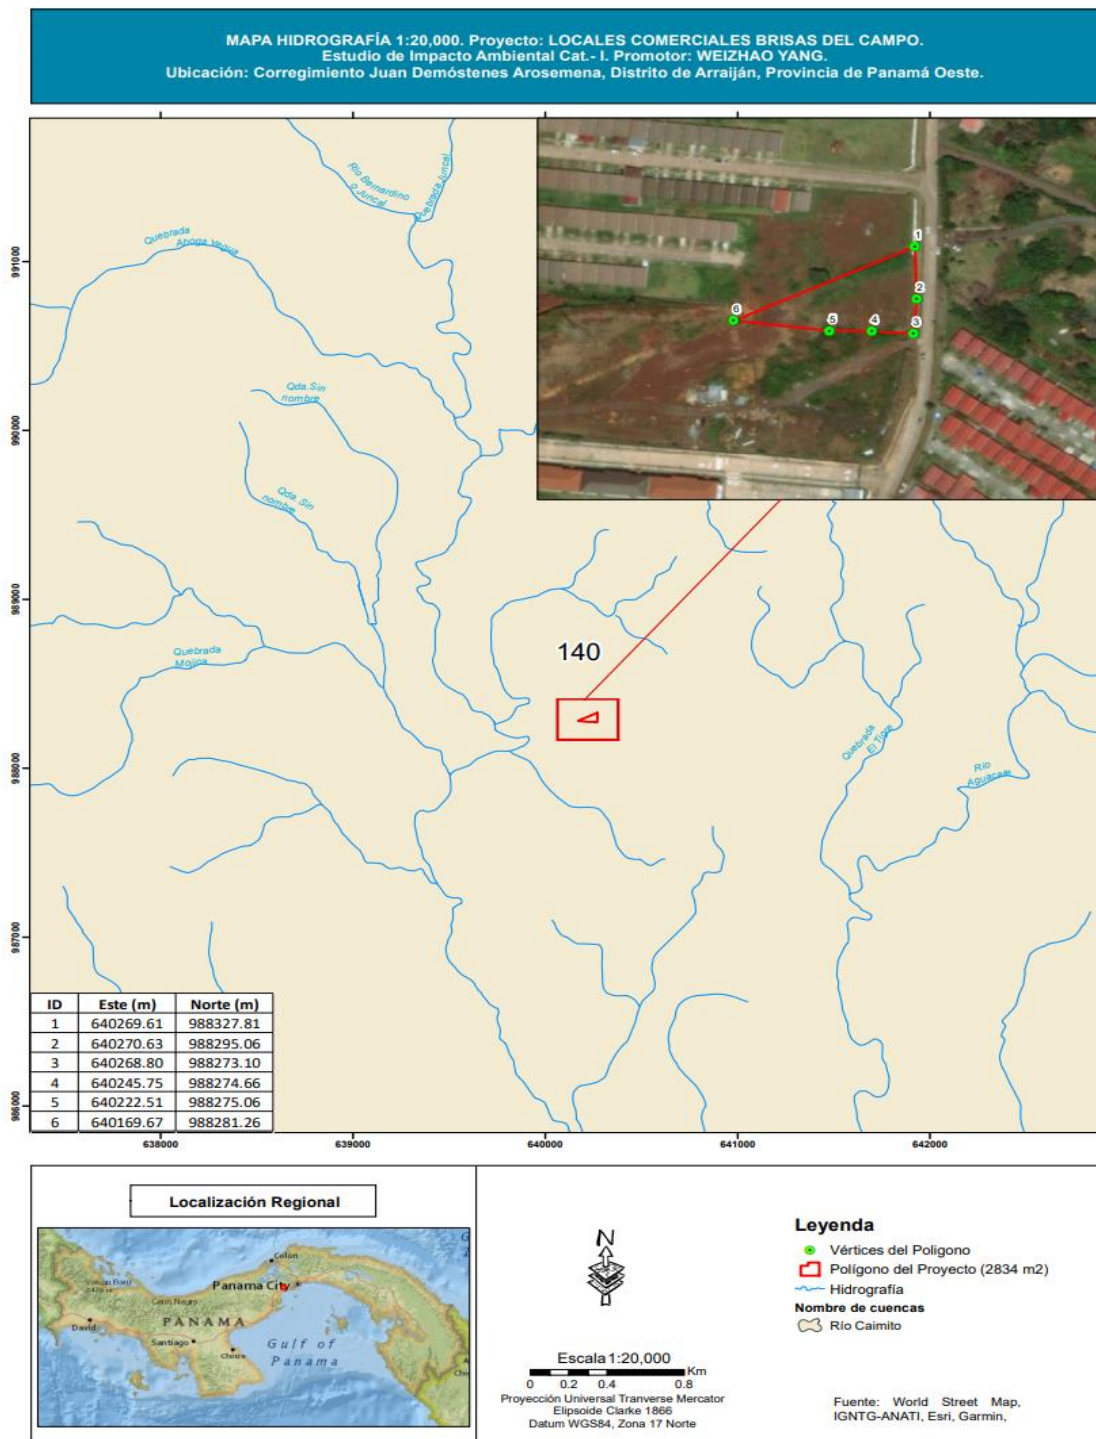 MAPA HIDROGRAFÍA 1:20,000. Proyecto: LOCALES COMERCIALES BRISAS DEL CAMPO.
Estudio de Impacto Ambiental Cat.- I. Promotor: WEIZHAO YANG.
Ubicación: Corregimiento Juan Demóstenes Arosemena, Distrito de Arraiján, Provincia de Panamá Oeste.
Río Bernardino
o Juncal
Quebrada Juncal
Quebrada
Ahoga Yegua
1
2
3
4
5
6
991000
990000
989000
988000
987000
986000
Qda. Sin
nombre
Qda. Sin
nombre
Quebrada
Mojica
140
Quebrada
El Tigre
Río
Aguacate
ID Este (m) Norte (m)
1 640269.61 988327.81
2 640270.63 988295.06
3 640268.80 988273.10
4 640245.75 988274.66
5 640222.51 988275.06
6 640169.67 988281.26
638000 639000 640000 641000 642000
Localización Regional
Colon
Panama City
PANAMA
David
Santiago
Chitre
Gulf of
Panama
N
Escala 1:20,000
Km
0 0.2 0.4 0.8
Proyección Universal Tranverse Mercator
Elipsoide Clarke 1866
Datum WGS84, Zona 17 Norte
Leyenda
Vértices del Poligono
Polígono del Proyecto (2834 m2)
Hidrografía
Nombre de cuencas
Río Caimito
Fuente: World Street Map,
IGNTG-ANATI, Esri, Garmin,